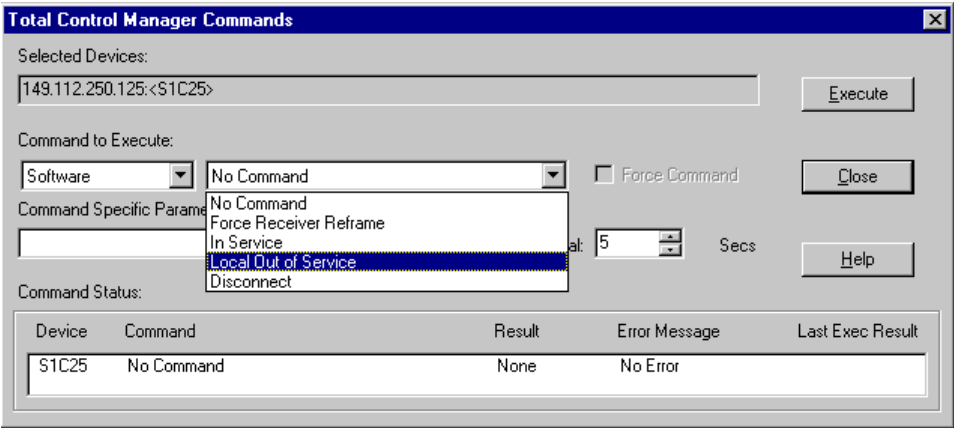 Total Control Manager Commands
Selected Devices:
149.112.250.125:<S1C25>
Execute
Command to Execute:
Software No Command Force Command Close
No Command
Command Specific Parame Force Receiver Reframe
In Service al: 5 Secs
Local Out of Service Help
Disconnect
Command Status:
Device Command Result Error Message Last Exec Result
S1C25 No Command None No Error